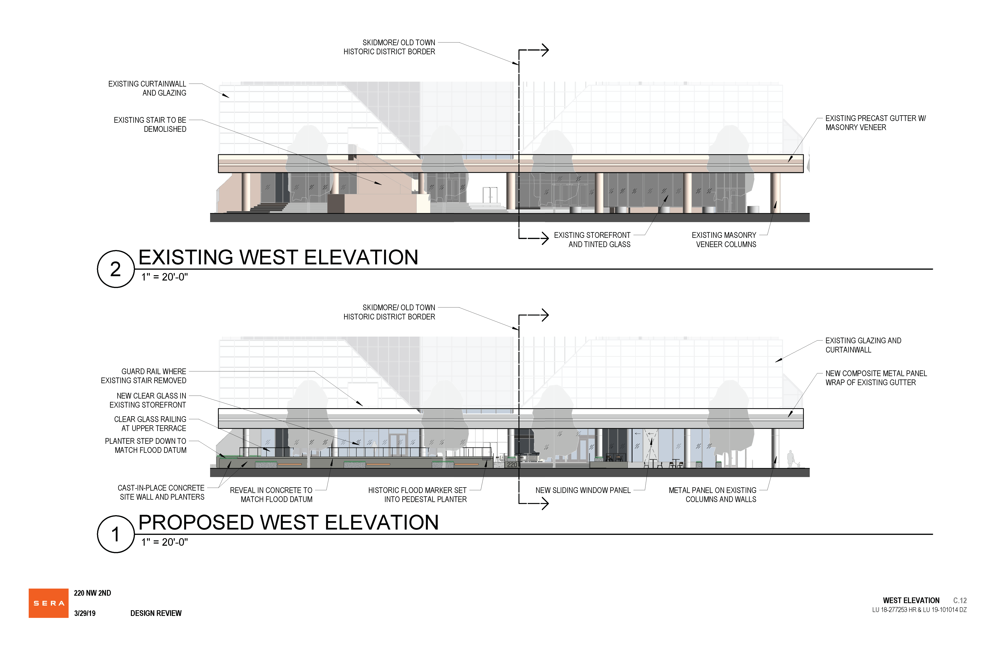 SKIDMORE/ OLD TOWN
HISTORIC DISTRICT BORDER
EXISTING CURTAINWALL
AND GLAZING
EXISTING STAIR TO BE
DEMOLISHED
EXISTING PRECAST GUTTER W/
MASONRY VENEER
EXISTING STOREFRONT
AND TINTED GLASS
EXISTING MASONRY
VENEER COLUMNS
2
EXISTING WEST ELEVATION
1" = 20'-0"
SKIDMORE/ OLD TOWN
HISTORIC DISTRICT BORDER
EXISTING GLAZING AND
CURTAINWALL
GUARD RAIL WHERE
EXISTING STAIR REMOVED
NEW COMPOSITE METAL PANEL
WRAP OF EXISTING GUTTER
NEW CLEAR GLASS IN
EXISTING STOREFRONT
CLEAR GLASS RAILING
AT UPPER TERRACE
PLANTER STEP DOWN TO
MATCH FLOOD DATUM
220
CAST-IN-PLACE CONCRETE
SITE WALL AND PLANTERS
REVEAL IN CONCRETE TO
MATCH FLOOD DATUM
HISTORIC FLOOD MARKER SET
INTO PEDESTAL PLANTER
NEW SLIDING WINDOW PANEL
METAL PANEL ON EXISTING
COLUMNS AND WALLS
1
PROPOSED WEST ELEVATION
1" = 20'-0"
SERA
220 NW 2ND
3/29/19 DESIGN REVIEW
WEST ELEVATION C.12
LU 18-277253 HR & LU 19-101014 DZ